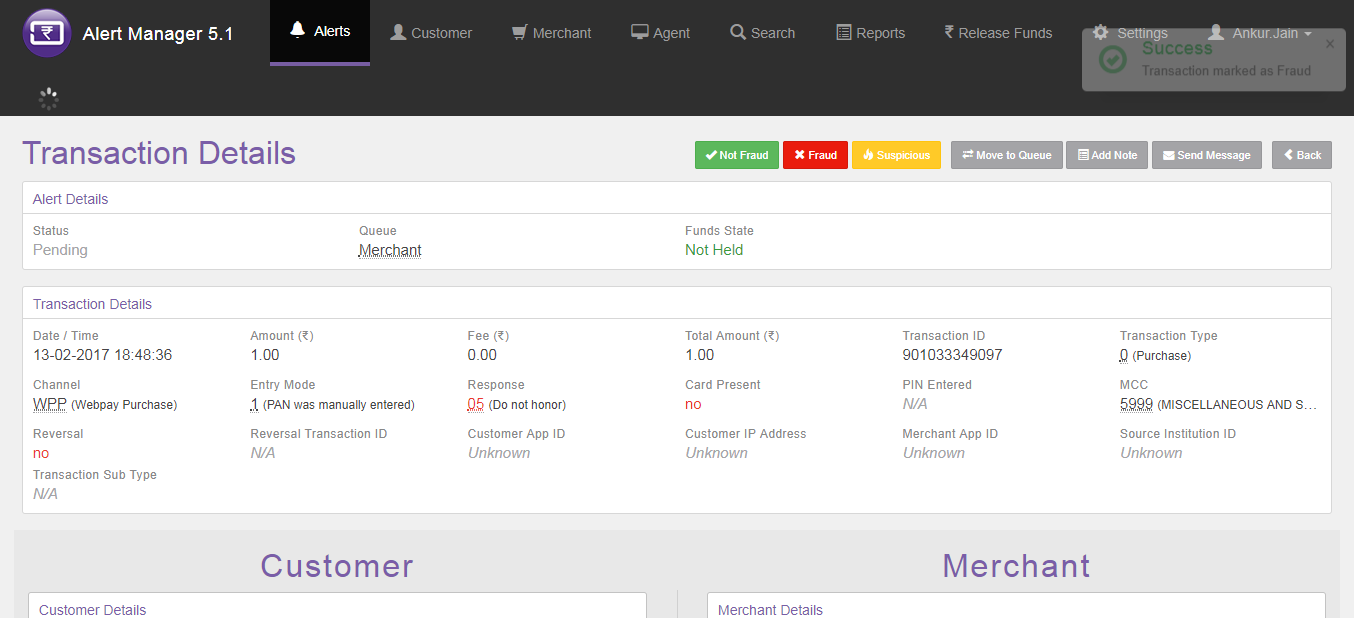 Alert Manager 5.1
Alerts
Customer
Merchant
Agent
Search
Reports
₹ Release Funds
Settings
Ankur.Jain
Success
×
Transaction marked as Fraud
Transaction Details
Not Fraud
Fraud
Suspicious
Move to Queue
Add Note
Send Message
Back
Alert Details
Status Queue Funds State
Pending Merchant Not Held
Transaction Details
Date / Time Amount (₹) Fee (₹) Total Amount (₹) Transaction ID Transaction Type
13-02-2017 18:48:36 1.00 0.00 1.00 901033349097 0 (Purchase)
Channel Entry Mode Response Card Present PIN Entered MCC
WPP (Webpay Purchase) 1 (PAN was manually entered) 05 (Do not honor) no N/A 5999 (MISCELLANEOUS AND S...
Reversal Reversal Transaction ID Customer App ID Customer IP Address Merchant App ID Source Institution ID
no N/A Unknown Unknown Unknown Unknown
Transaction Sub Type
N/A
Customer Merchant
Customer Details Merchant Details